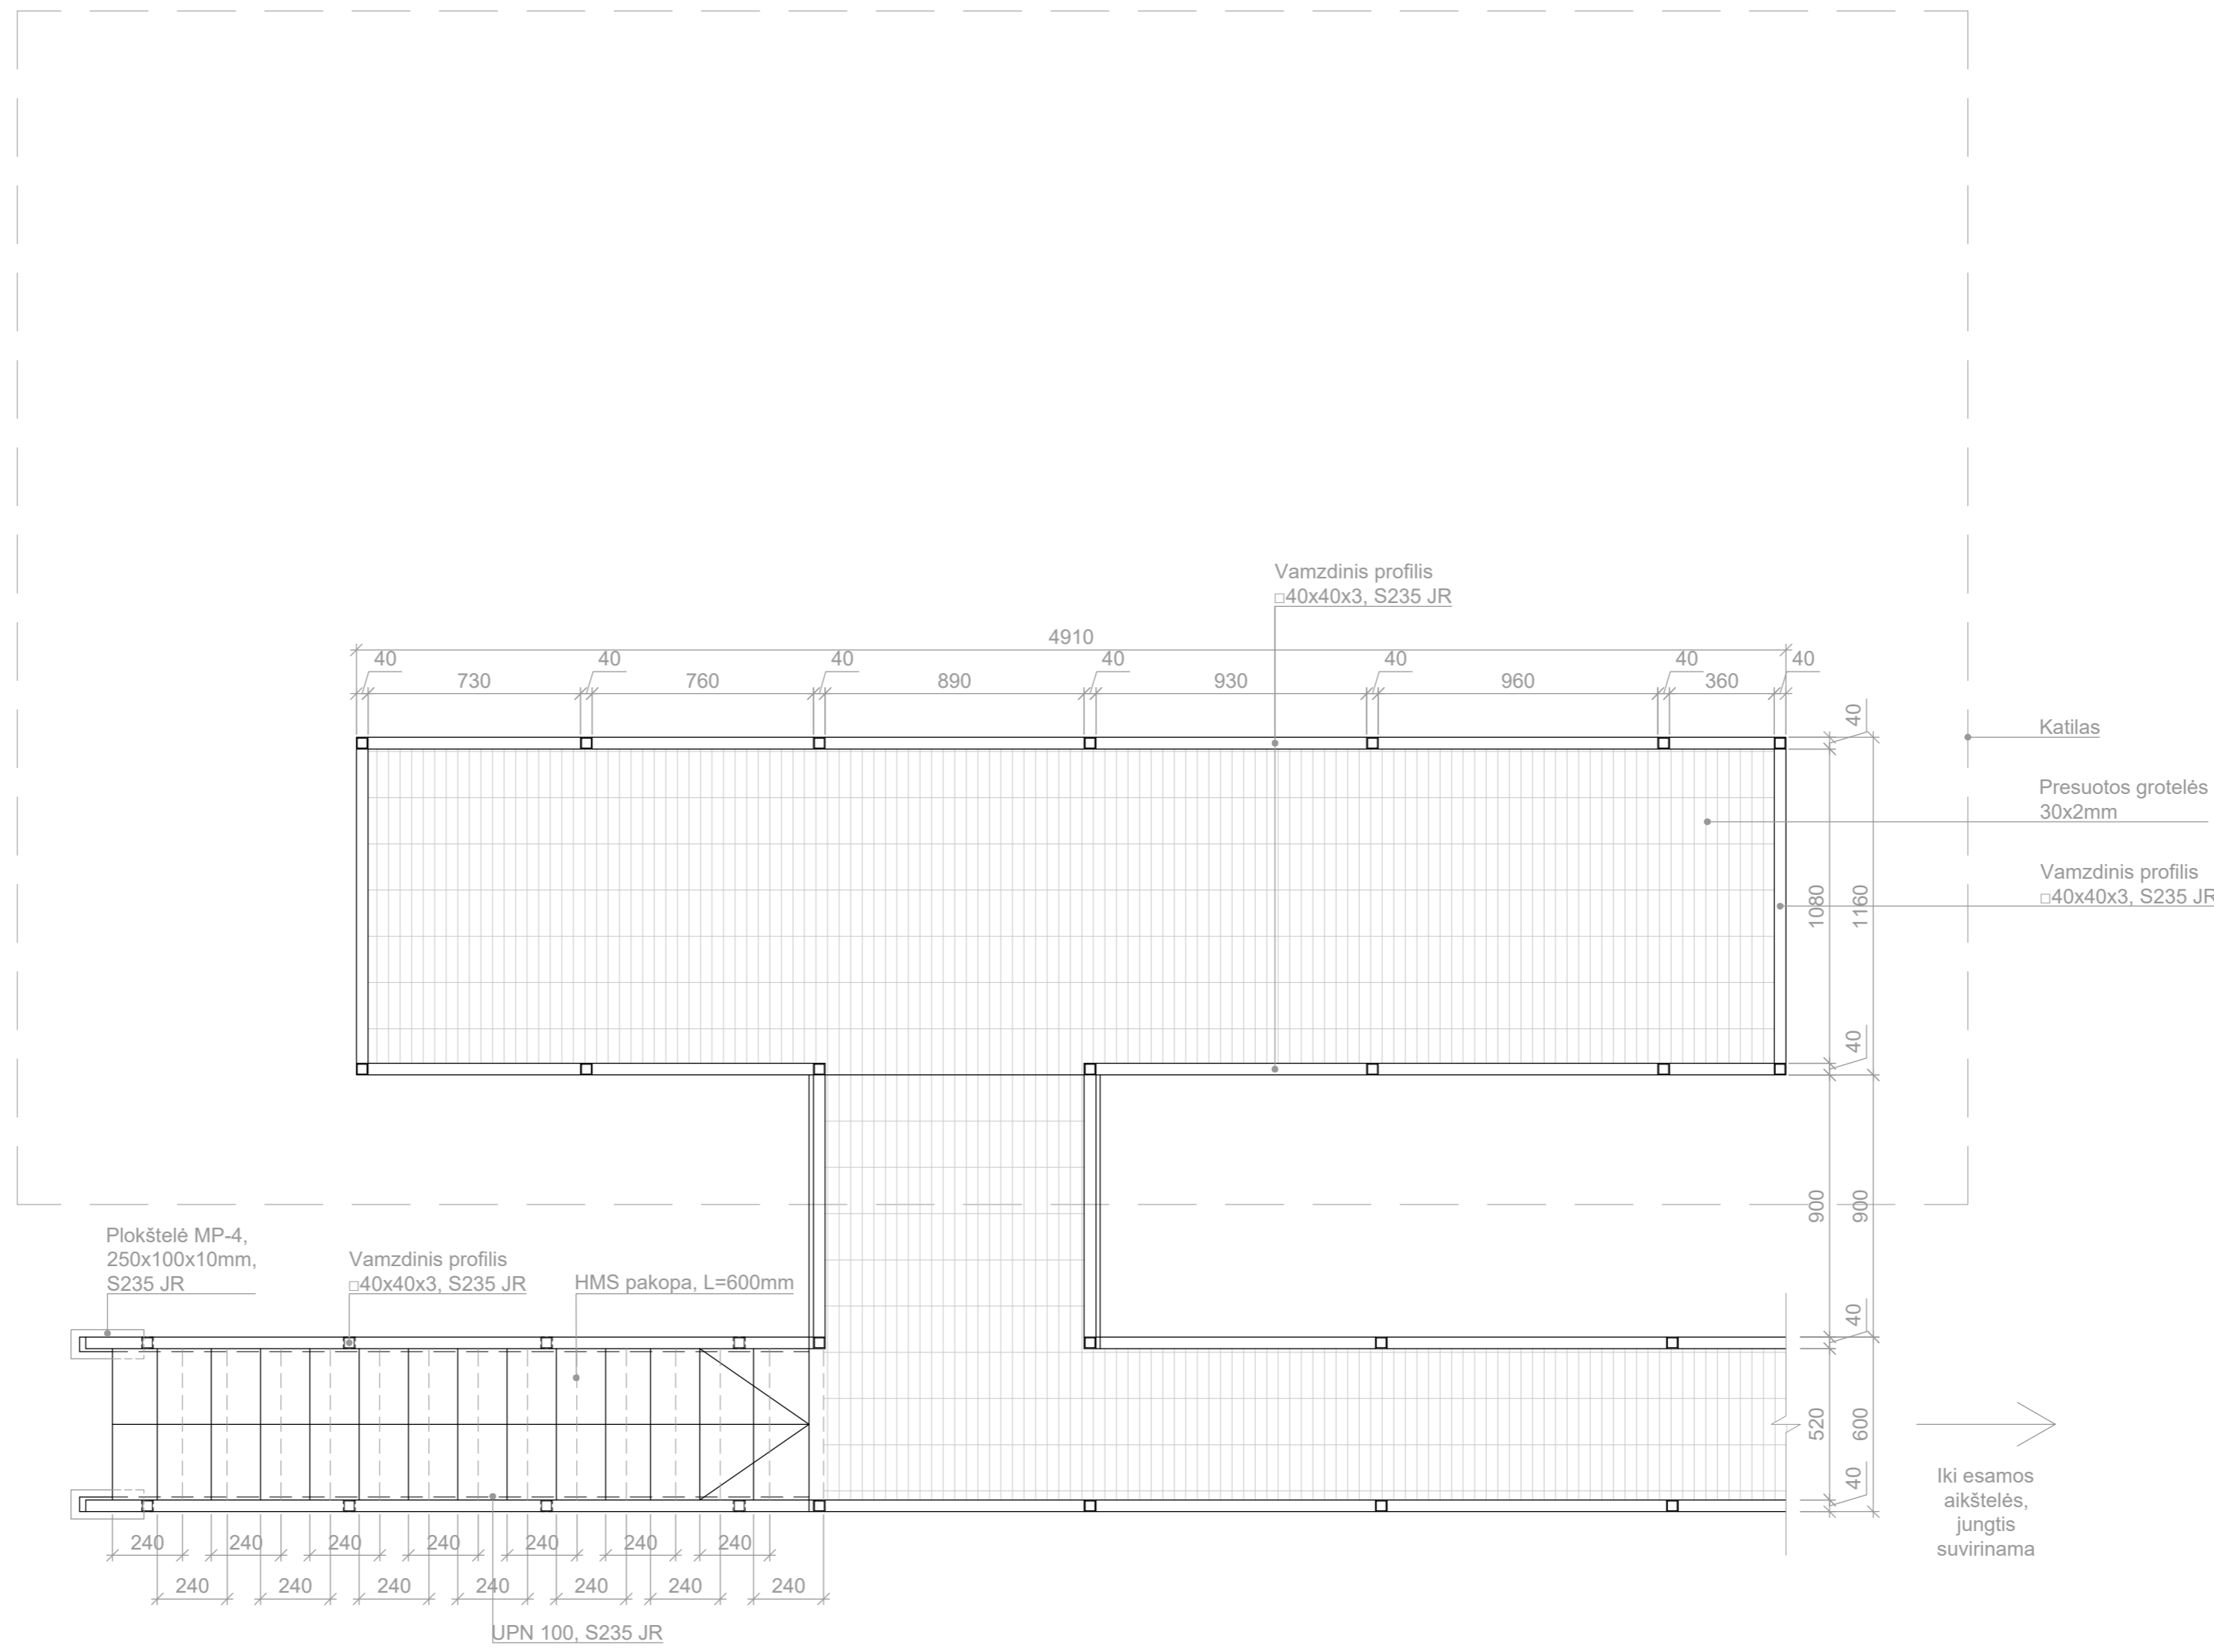 Vamzdinis profilis
□40x40x3, S235 JR
4910
40 40 40 40 40 40 40
730 760 890 930 960 360
40
Katilas
Presuotos grotelės
30x2mm
Vamzdinis profilis
□40x40x3, S235 JR
1080 1160
40
900 900
Plokštelė MP-4,
250x100x10mm,
S235 JR
Vamzdinis profilis
□40x40x3, S235 JR
HMS pakopa, L=600mm
40
520 600
40
Iki esamos
aikštelės,
jungtis
suvirinama
240 240 240 240 240 240 240
240 240 240 240 240 240 240
UPN 100, S235 JR